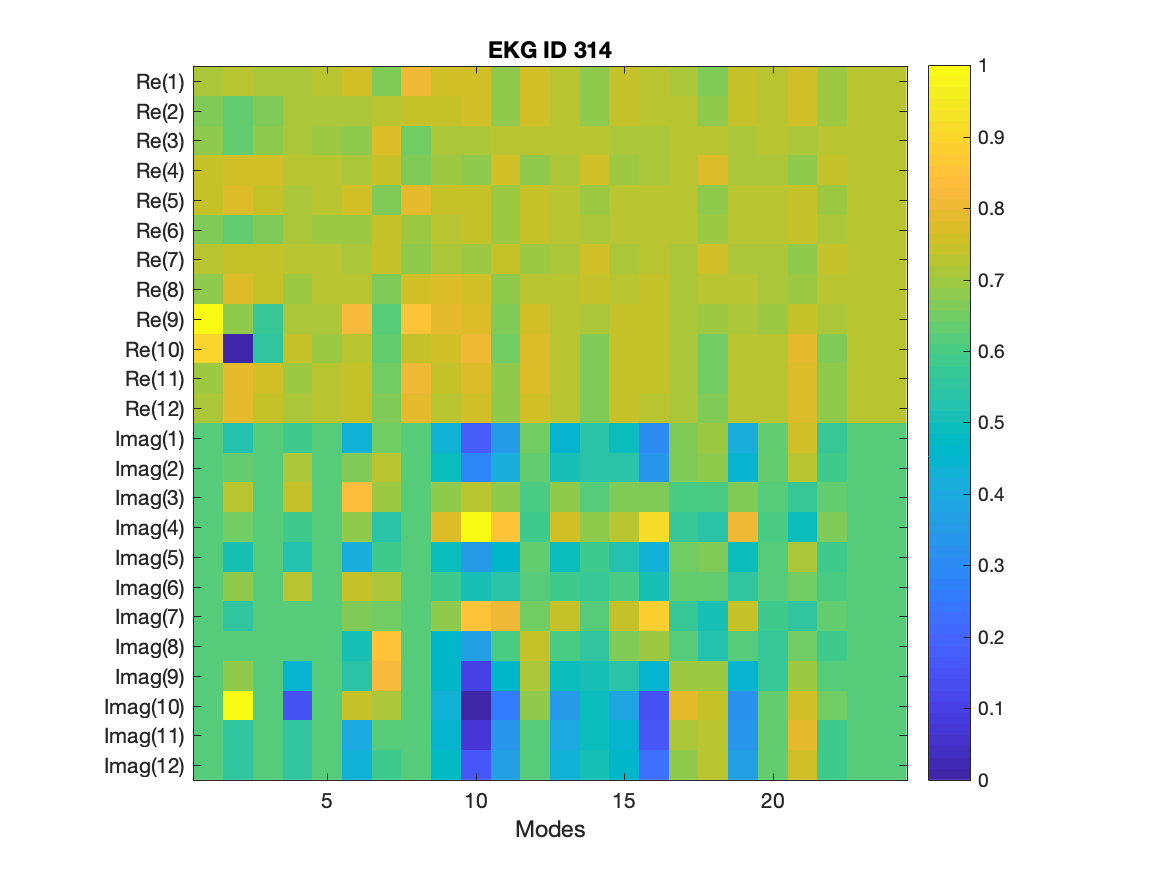 EKG ID 314
Re(1)
Re(2)
Re(3)
Re(4)
Re(5)
Re(6)
Re(7)
Re(8)
Re(9)
Re(10)
Re(11)
Re(12)
Imag(1)
Imag(2)
Imag(3)
Imag(4)
Imag(5)
Imag(6)
Imag(7)
Imag(8)
Imag(9)
Imag(10)
Imag(11)
Imag(12)
5 10 15 20
Modes
1
0.9
0.8
0.7
0.6
0.5
0.4
0.3
0.2
0.1
0